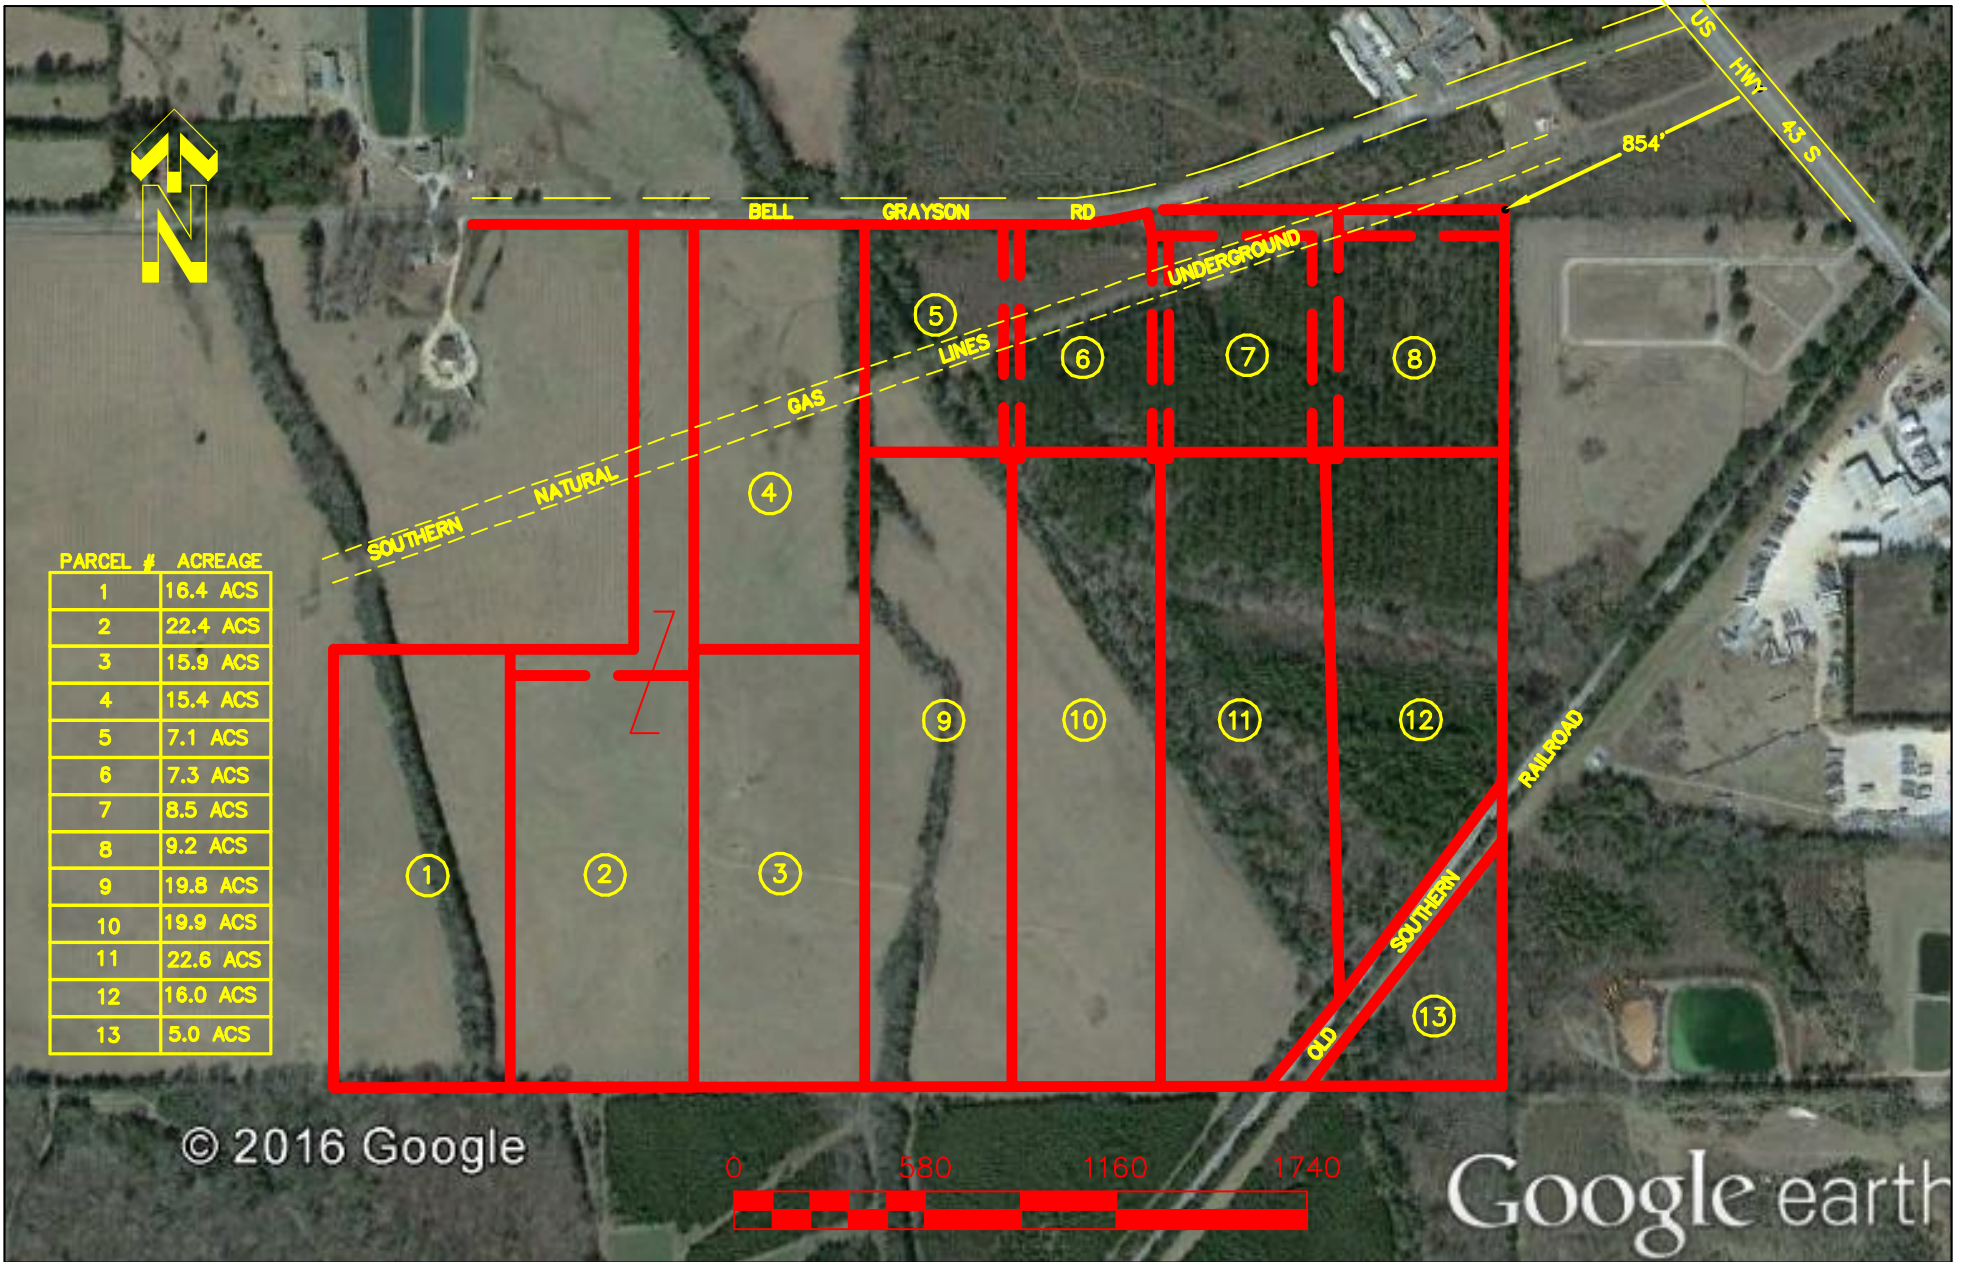 US HWY 43 S
854'
BELL GRAYSON RD
SOUTHERN NATURAL GAS LINES UNDERGROUND
N
5
6
7
8
4
9
10
11
12
1
2
3
13
OLD SOUTHERN RAILROAD
PARCEL # ACREAGE
1 16.4 ACS
2 22.4 ACS
3 15.9 ACS
4 15.4 ACS
5 7.1 ACS
6 7.3 ACS
7 8.5 ACS
8 9.2 ACS
9 19.8 ACS
10 19.9 ACS
11 22.6 ACS
12 16.0 ACS
13 5.0 ACS
© 2016 Google
0 580 1160 1740
Google earth